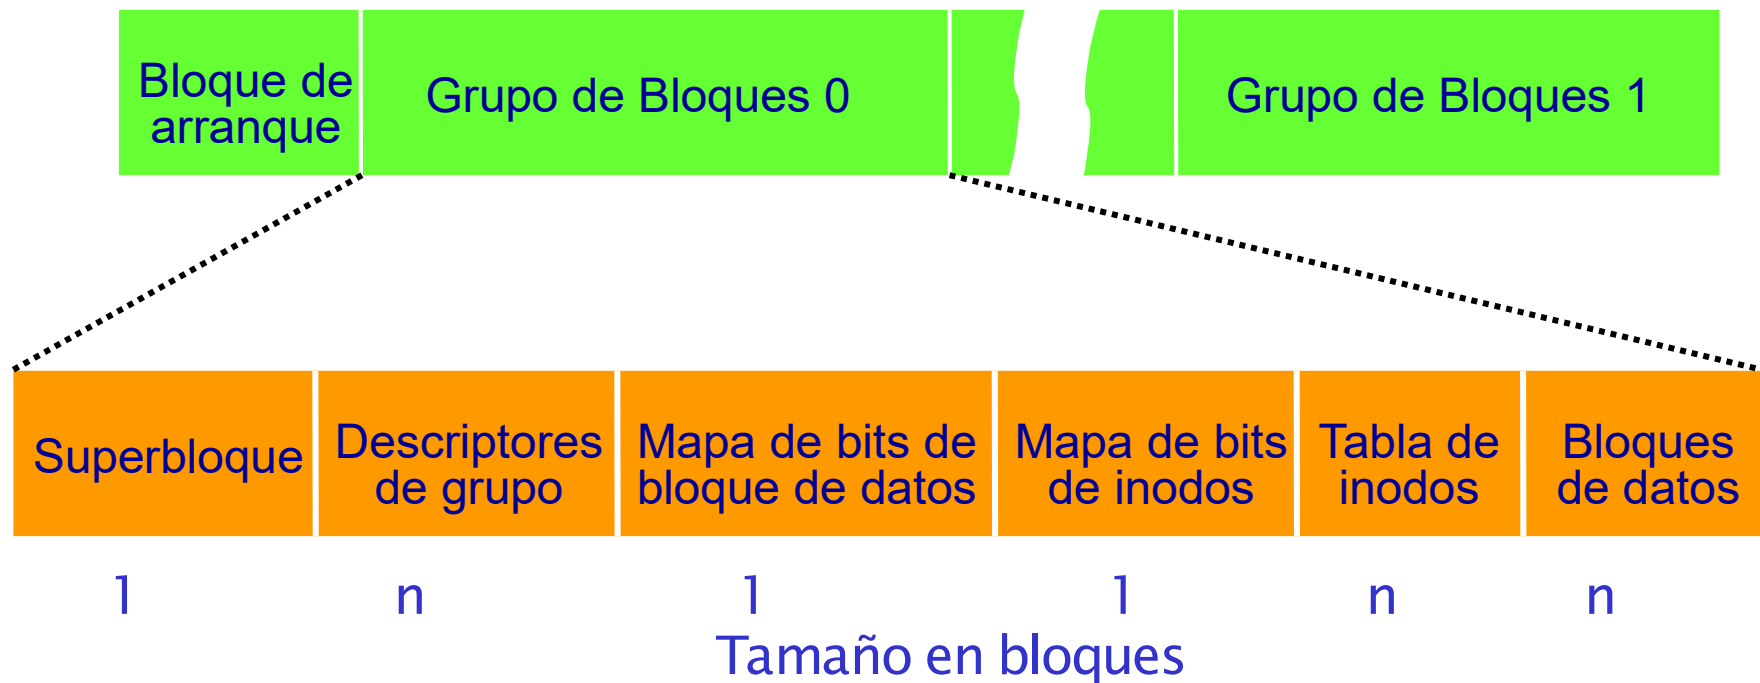 Bloque de
arranque
Grupo de Bloques 0
Grupo de Bloques 1
Superbloque
Descriptores
de grupo
Mapa de bits de
bloque de datos
Mapa de bits
de inodos
Tabla de
inodos
Bloques
de datos
1 n 1 1 n n
Tamaño en bloques